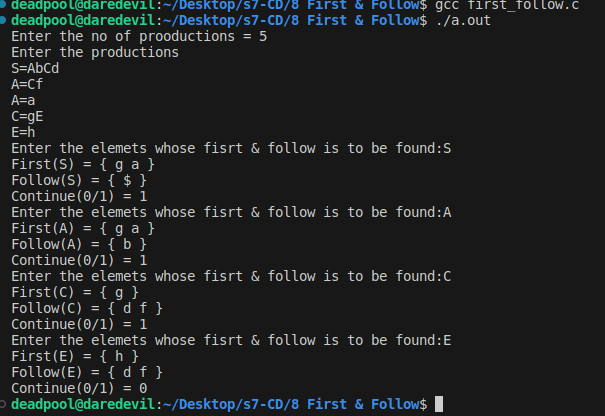 deadpool@daredevil:~/Desktop/s7-CD/8 First & Follow$ gcc first_follow.c
deadpool@daredevil:~/Desktop/s7-CD/8 First & Follow$ ./a.out
Enter the no of prooductions = 5
Enter the productions
S=AbCd
A=Cf
A=a
C=gE
E=h
Enter the elemets whose fisrt & follow is to be found:S
First(S) = { g a }
Follow(S) = { $ }
Continue(0/1) = 1
Enter the elemets whose fisrt & follow is to be found:A
First(A) = { g a }
Follow(A) = { b }
Continue(0/1) = 1
Enter the elemets whose fisrt & follow is to be found:C
First(C) = { g }
Follow(C) = { d f }
Continue(0/1) = 1
Enter the elemets whose fisrt & follow is to be found:E
First(E) = { h }
Follow(E) = { d f }
Continue(0/1) = 0
deadpool@daredevil:~/Desktop/s7-CD/8 First & Follow$